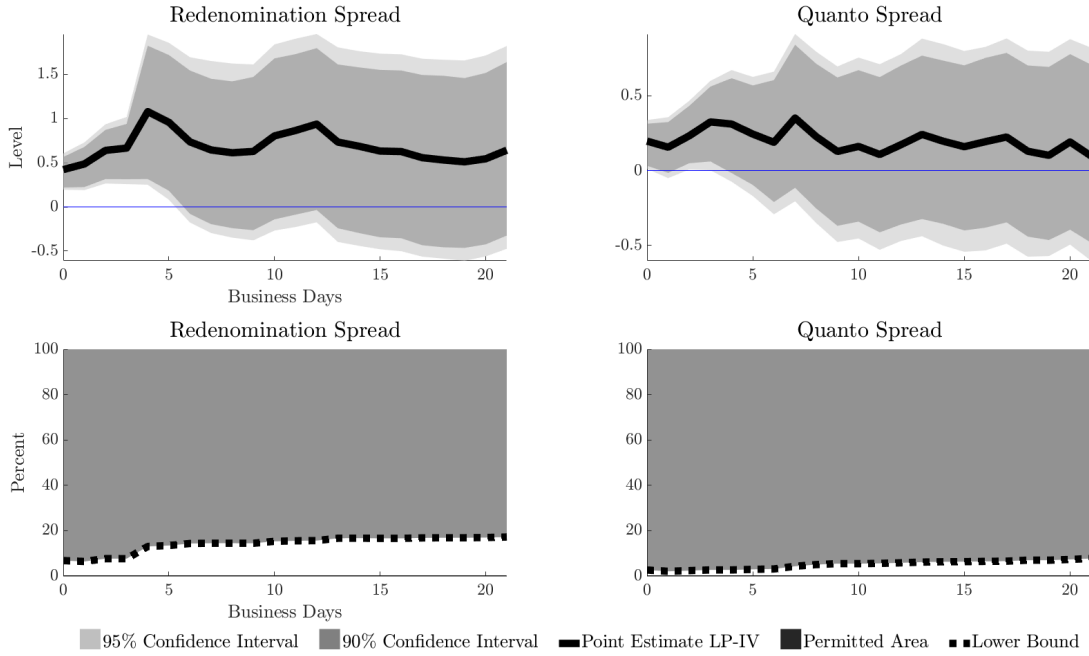 Redenomination Spread
Quanto Spread
Level
1.5
1
0.5
0
-0.5
0 5 10 15 20
Business Days
0.5
0
-0.5
0 5 10 15 20
Redenomination Spread
Quanto Spread
Percent
100
80
60
40
20
0
0 5 10 15 20
Business Days
100
80
60
40
20
0
0 5 10 15 20
95% Confidence Interval 90% Confidence Interval Point Estimate LP-IV Permitted Area Lower Bound